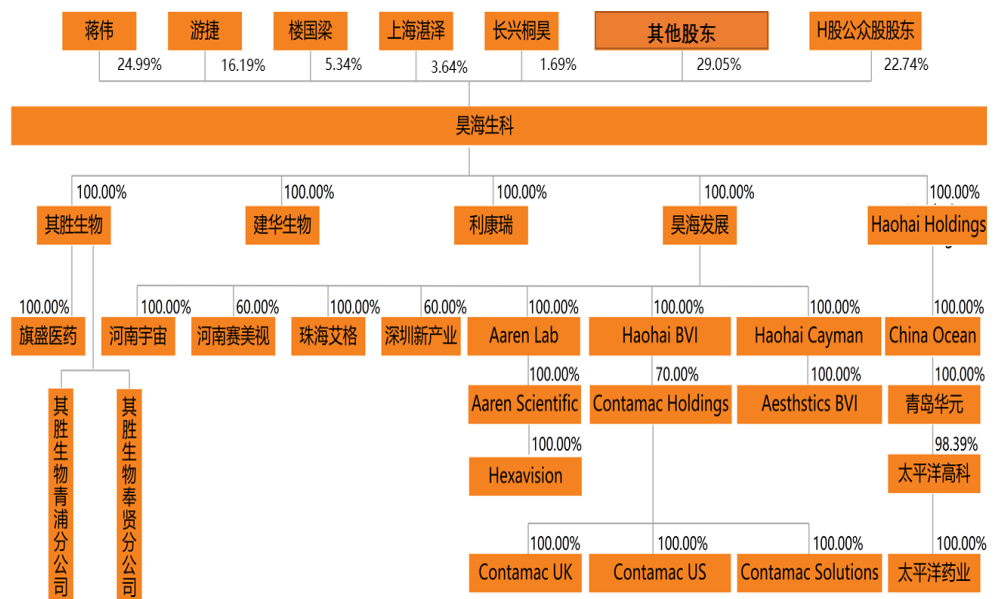 蒋伟 游捷 楼国梁 上海湛泽 长兴桐昊 其他股东 H股公众股股东
24.99% 16.19% 5.34% 3.64% 1.69% 29.05% 22.74%
昊海生科
100.00% 100.00% 100.00% 100.00% 100.00%
其胜生物 建华生物 利康瑞 昊海发展 Haohai Holdings
100.00% 100.00% 60.00% 100.00% 60.00% 100.00% 100.00% 100.00% 100.00%
旗盛医药 河南宇宙 河南赛美视 珠海艾格 深圳新产业 Aaren Lab Haohai BVI Haohai Cayman China Ocean
100.00% 70.00% 100.00% 100.00%
Aaren Scientific Contamac Holdings Aesthstics BVI 青岛华元
其胜生物青浦分公司
其胜生物奉贤分公司
100.00% 98.39%
Hexavision 太平洋高科
100.00% 100.00% 100.00% 100.00%
Contamac UK Contamac US Contamac Solutions 太平洋药业